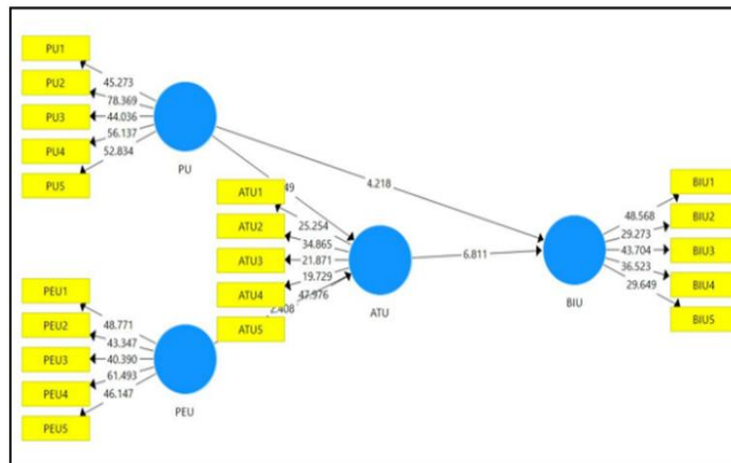 PU1
PU2
PU3
PU4
PU5
45.273
78.369
44.036
56.137
52.834
PU
4.218
ATU1
ATU2
ATU3
ATU4
ATU5
25.254
34.865
21.871
19.729
47.976
2.408
ATU
6.811
BIU1
BIU2
BIU3
BIU4
BIU5
48.568
29.273
43.704
36.523
29.649
BIU
PEU1
PEU2
PEU3
PEU4
PEU5
48.771
43.347
40.390
61.493
46.147
PEU